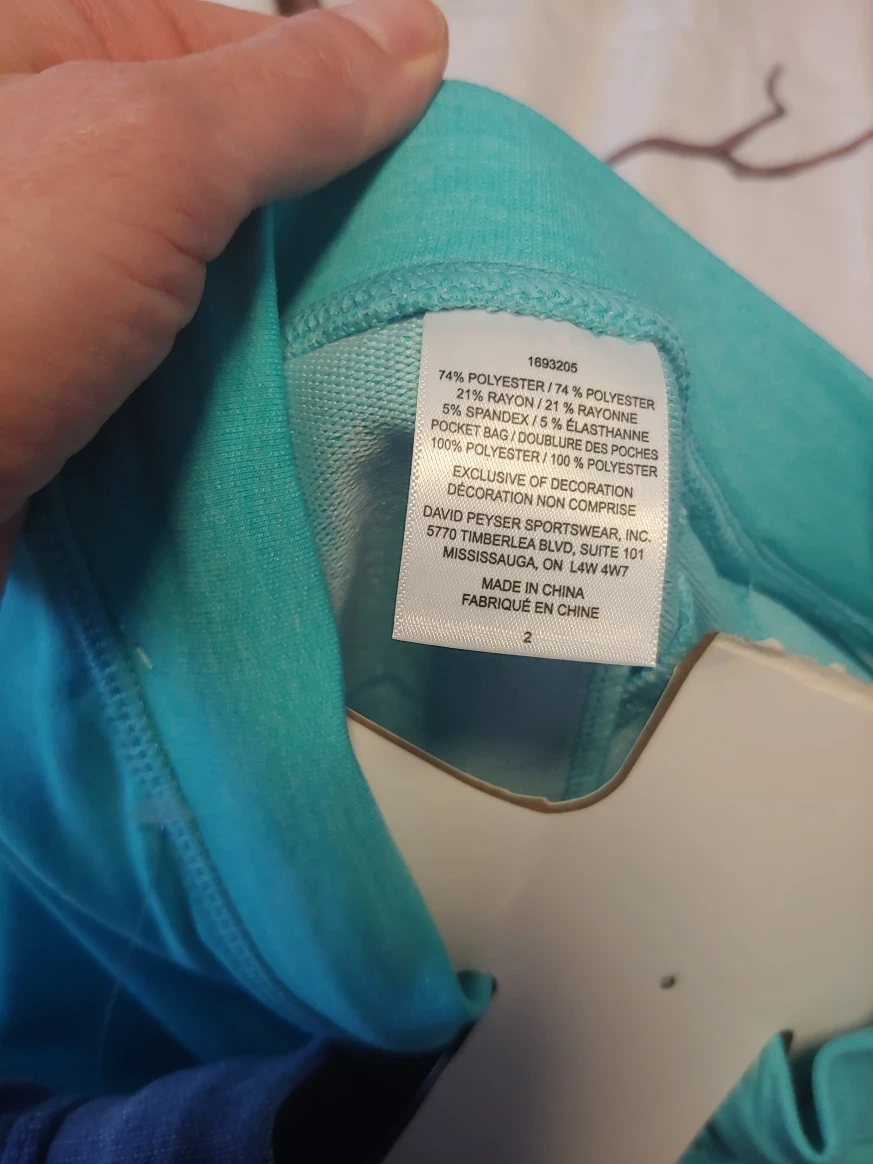 1693205
74% POLYESTER / 74 % POLYESTER
21% RAYON / 21 % RAYONNE
5% SPANDEX / 5 % ÉLASTHANNE
POCKET BAG / DOUBLURE DES POCHES
100% POLYESTER / 100 % POLYESTER
EXCLUSIVE OF DECORATION
DÉCORATION NON COMPRISE
DAVID PEYSER SPORTSWEAR, INC.
5770 TIMBERLEA BLVD, SUITE 101
MISSISSAUGA, ON L4W 4W7
MADE IN CHINA
FABRIQUÉ EN CHINE
2